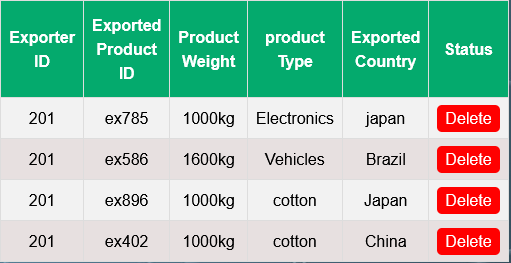 Exporter ID Exported Product ID Product Weight product Type Exported Country Status
201 ex785 1000kg Electronics japan Delete
201 ex586 1600kg Vehicles Brazil Delete
201 ex896 1000kg cotton Japan Delete
201 ex402 1000kg cotton China Delete